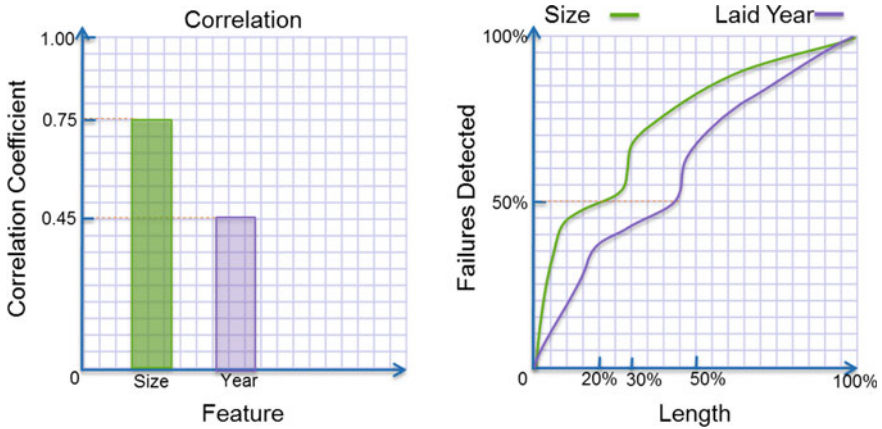 Correlation
1.00
0.75
0.45
0
Size Year
Feature
Correlation Coefficient
Size Laid Year
100%
50%
0 20% 30% 50% 100%
Length
Failures Detected